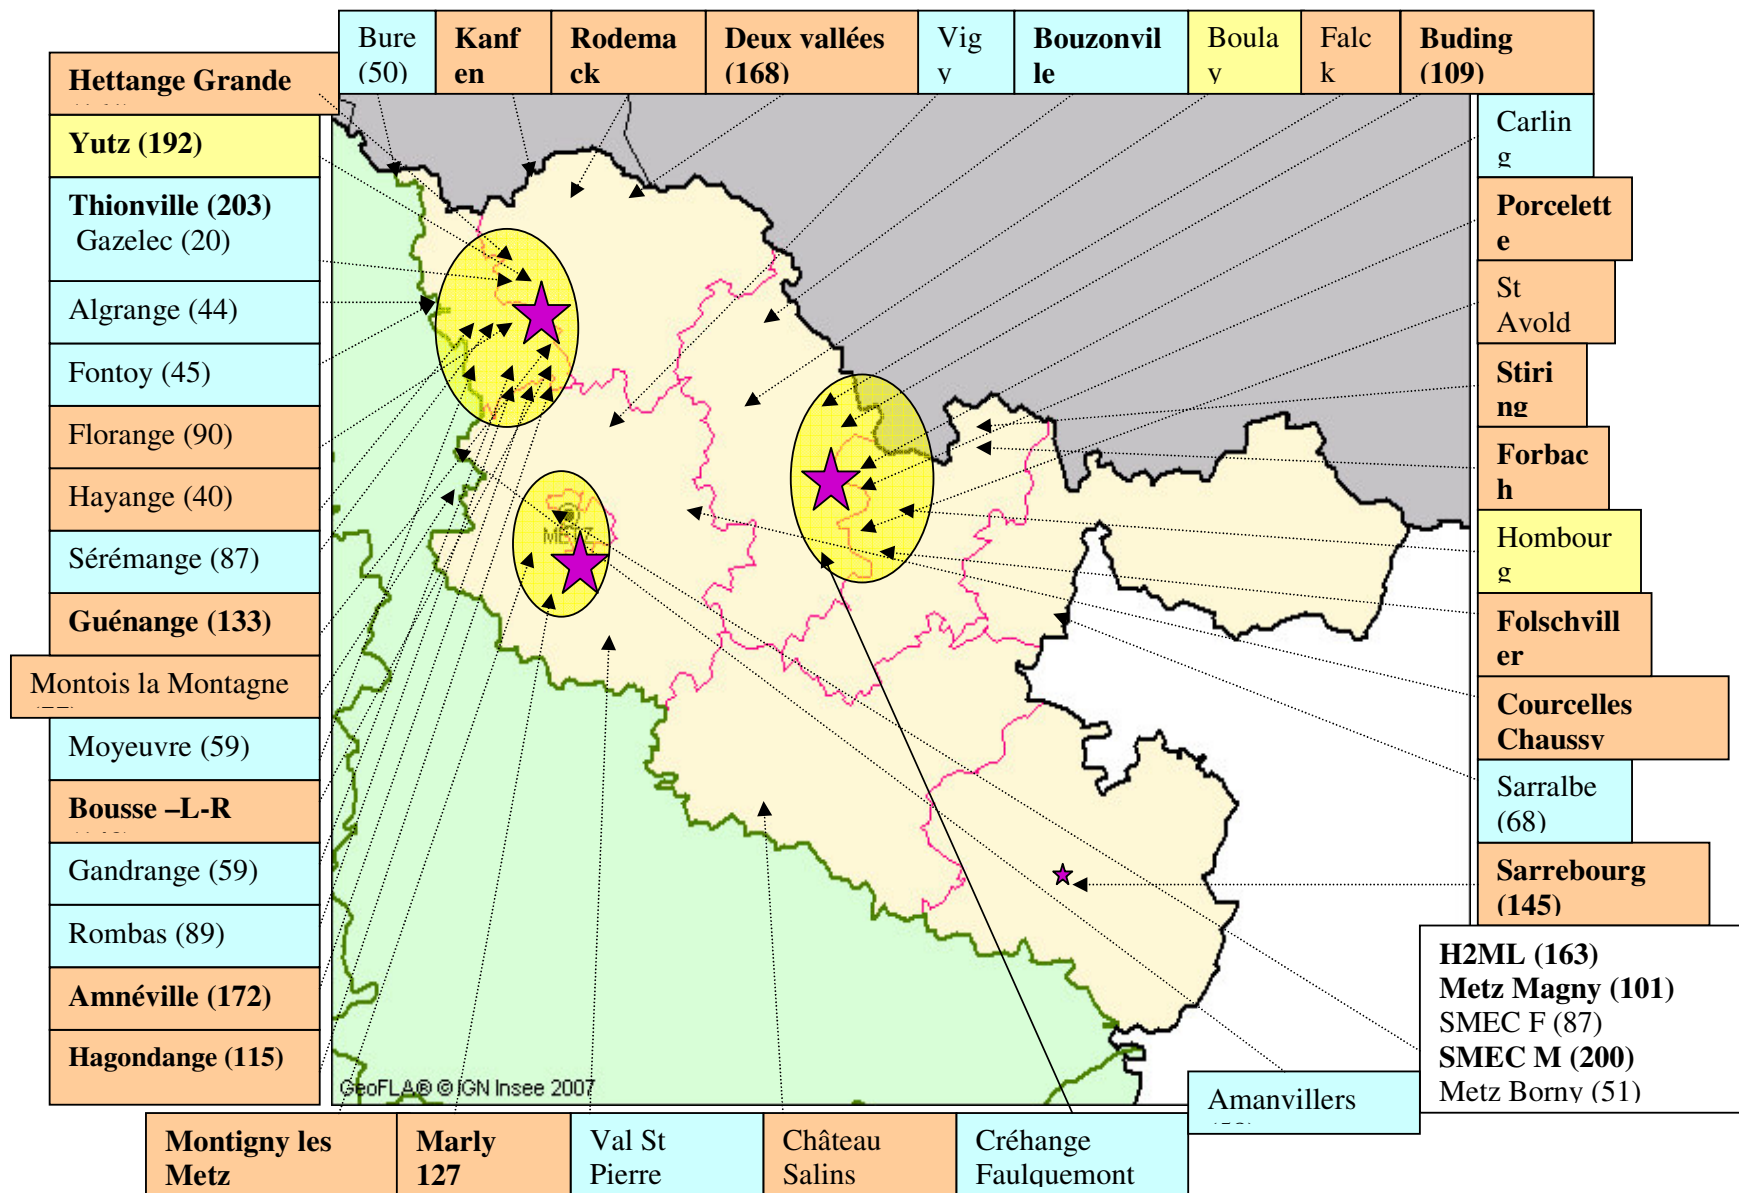 Bure
(50)
Kanf
en
Rodema
ck
Deux vallées
(168)
Vig
y
Bouzonvil
le
Boula
y
Falc
k
Buding
(109)
Hettange Grande
Yutz (192)
Thionville (203)
Gazelec (20)
Algrange (44)
Fontoy (45)
Florange (90)
Hayange (40)
Sérémange (87)
Guénange (133)
Montois la Montagne
Moyeuvre (59)
Bousse –L-R
Gandrange (59)
Rombas (89)
Amnéville (172)
Hagondange (115)
Carlin
g
Porcelett
e
St
Avold
Stiri
ng
Forbac
h
Hombour
g
Folschvill
er
Courcelles
Chaussy
Sarralbe
(68)
Sarrebourg
(145)
H2ML (163)
Metz Magny (101)
SMEC F (87)
SMEC M (200)
Metz Borny (51)
METZ
GeoFLA® © IGN Insee 2007
Amanvillers
Montigny les
Metz
Marly
127
Val St
Pierre
Château
Salins
Créhange
Faulquemont